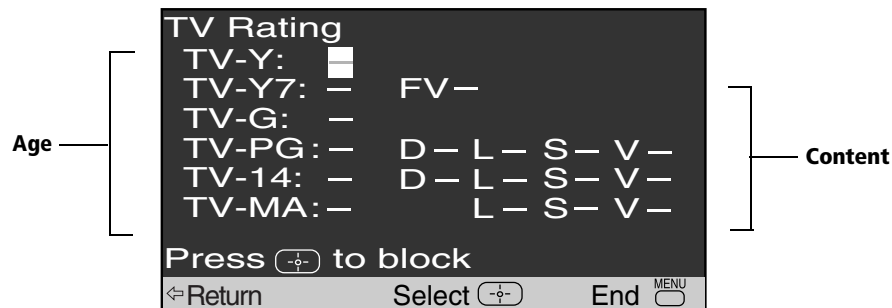 TV Rating
TV-Y: –
TV-Y7: – FV–
TV-G: –
TV-PG: – D– L– S– V–
TV-14: – D– L– S– V–
TV-MA: – L– S– V–
Age
Content
Press to block
Return Select End MENU